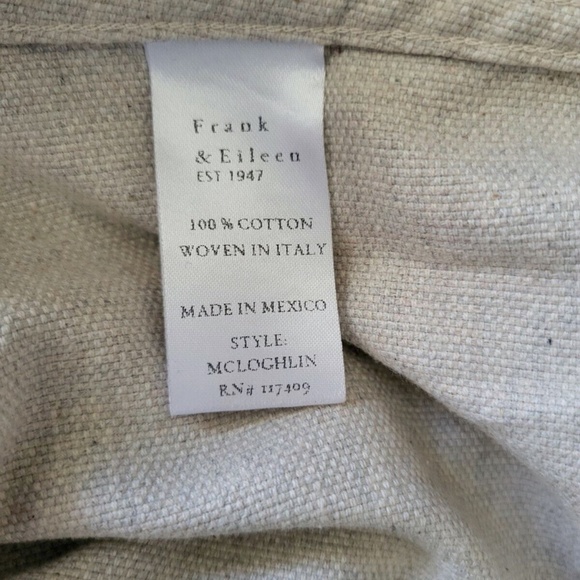 Frank
& Eileen
EST 1947
100 % COTTON
WOVEN IN ITALY
MADE IN MEXICO
STYLE:
MCLOGHLIN
RN# 117409